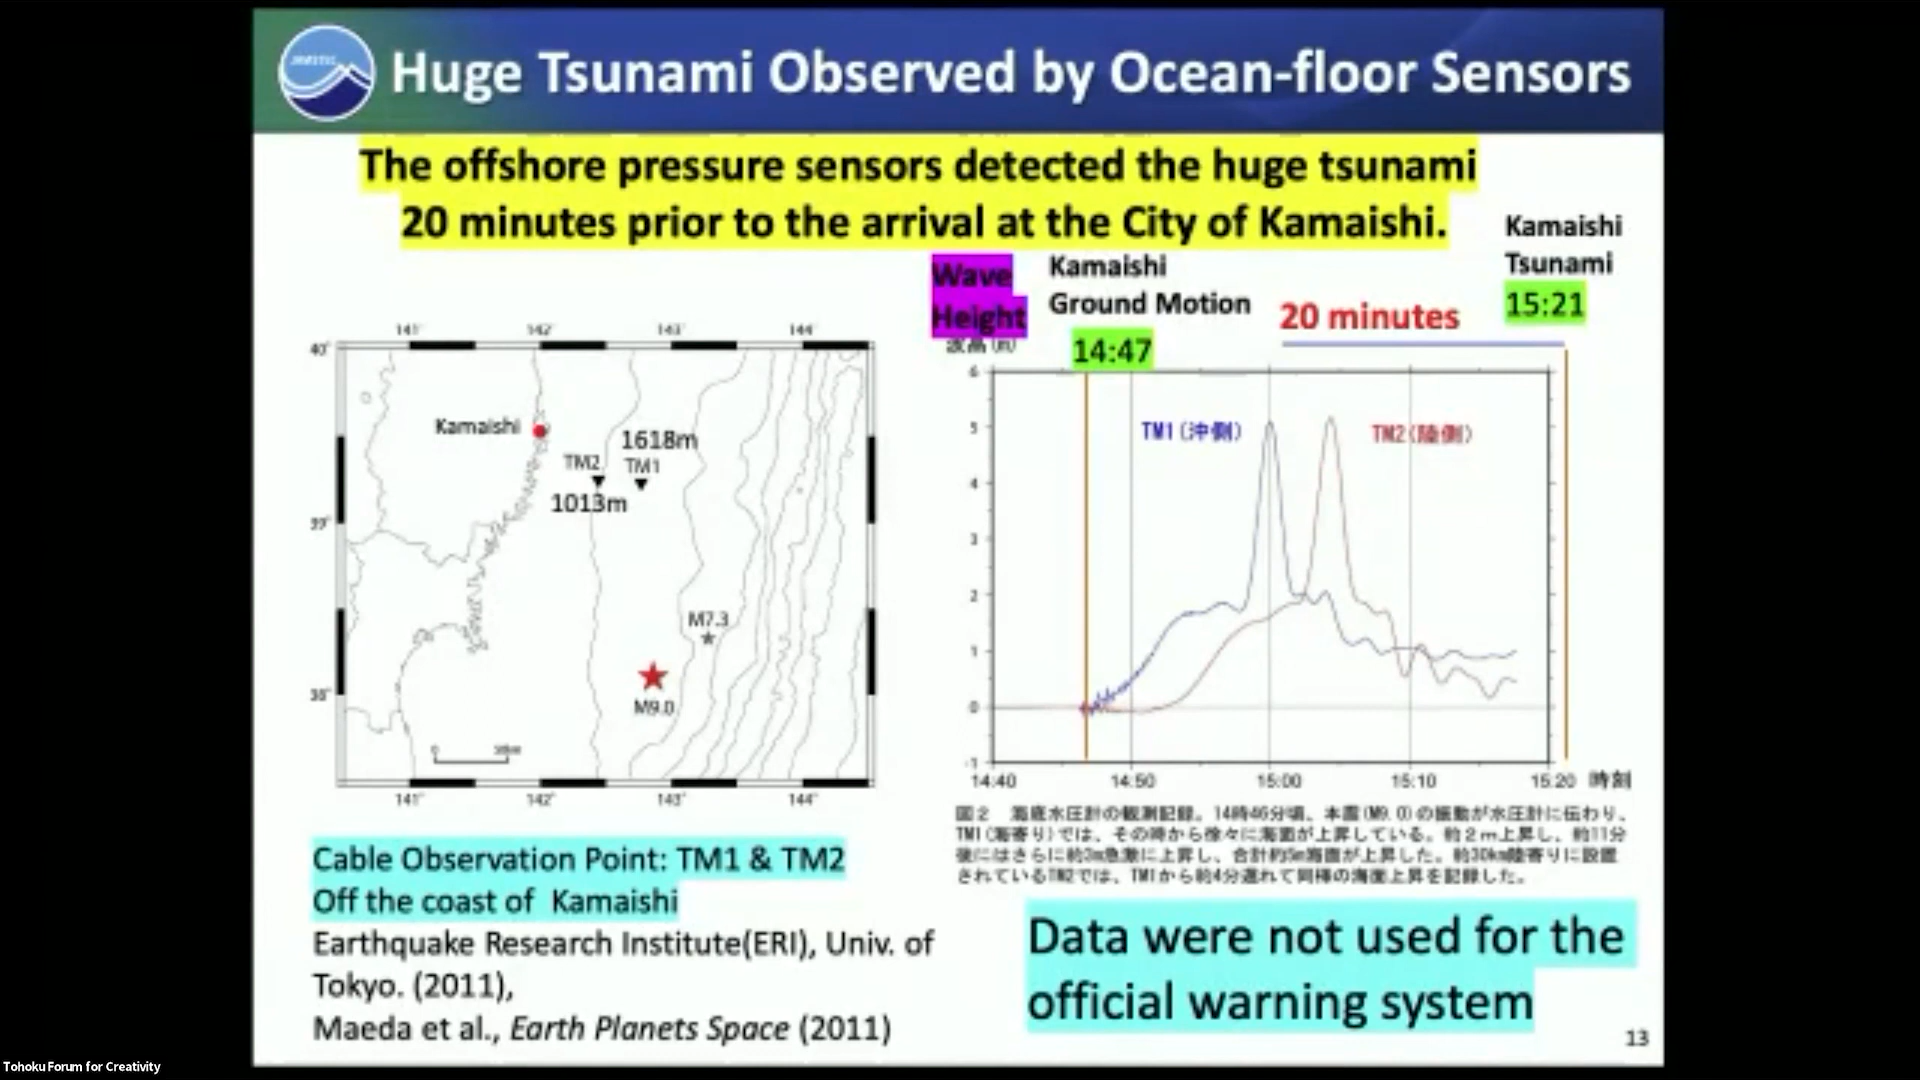 JAMSTEC
Huge Tsunami Observed by Ocean-floor Sensors
The offshore pressure sensors detected the huge tsunami
20 minutes prior to the arrival at the City of Kamaishi.
Kamaishi
Tsunami
15:21
Wave
Height
Kamaishi
Ground Motion
14:47
20 minutes
波高(m)
141° 142° 143° 144°
40°
39°
38°
Kamaishi
1618m
TM2 TM1
1013m
M7.3
M9.0
0
141° 142° 143° 144°
6
5
4
3
2
1
0
-1
TM1(沖側) TM2(陸側)
14:40 14:50 15:00 15:10 15:20 時刻
図2 海底水圧計の観測記録。14時46分頃、本震(M9.0)の振動が水圧計に伝わり、
TM1(海寄り)では、その時から徐々に海面が上昇している。約2m上昇し、約11分
後にはさらに約3m急激に上昇し、合計約5m海面が上昇した。約30km陸寄りに設置
されているTM2では、TM1から約4分遅れて同様の海面上昇を記録した。
Cable Observation Point: TM1 & TM2
Off the coast of Kamaishi
Earthquake Research Institute(ERI), Univ. of
Tokyo. (2011),
Maeda et al., Earth Planets Space (2011)
Data were not used for the
official warning system
13
Tohoku Forum for Creativity